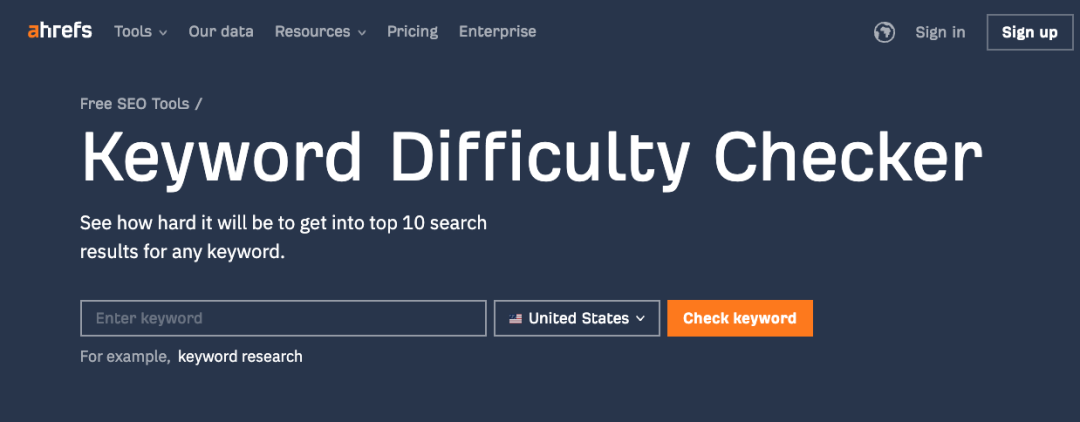 ahrefs Tools Our data Resources Pricing Enterprise Sign in Sign up
Free SEO Tools /
Keyword Difficulty Checker
See how hard it will be to get into top 10 search
results for any keyword.
Enter keyword United States Check keyword
For example, keyword research